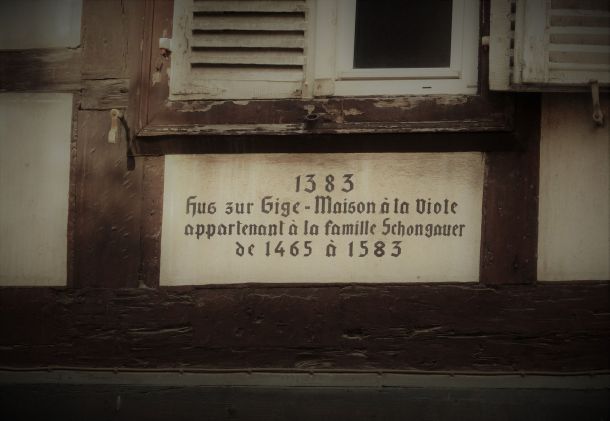 1383
Hus zur Gige - Maison à la Viole
appartenant à la famille Schongauer
de 1465 à 1583